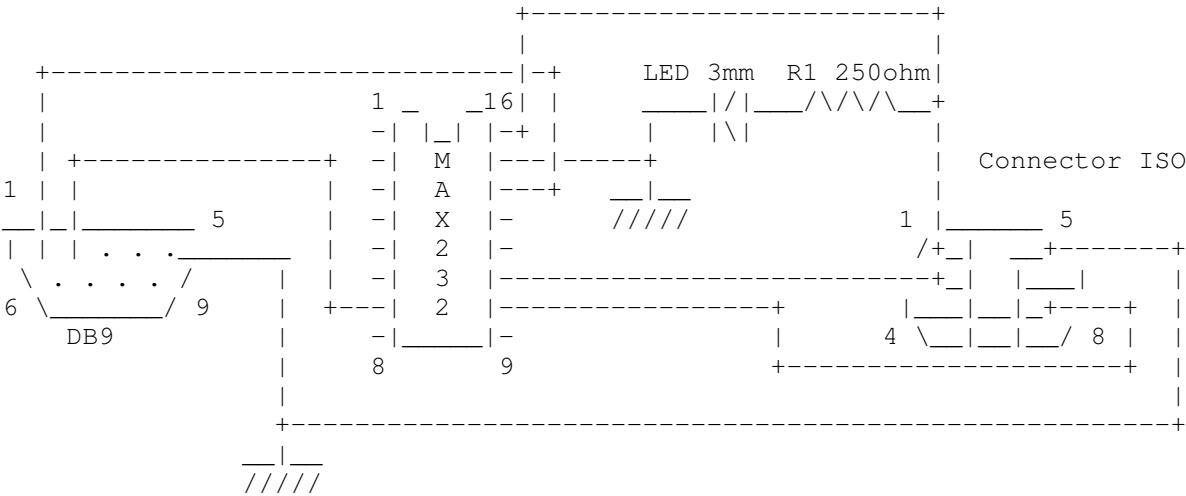 LED 3mm R1 250ohm
1 16
M
Connector ISO
1 A
5 X 1 5
2
3
6 9 2 4 8
DB9
8 9